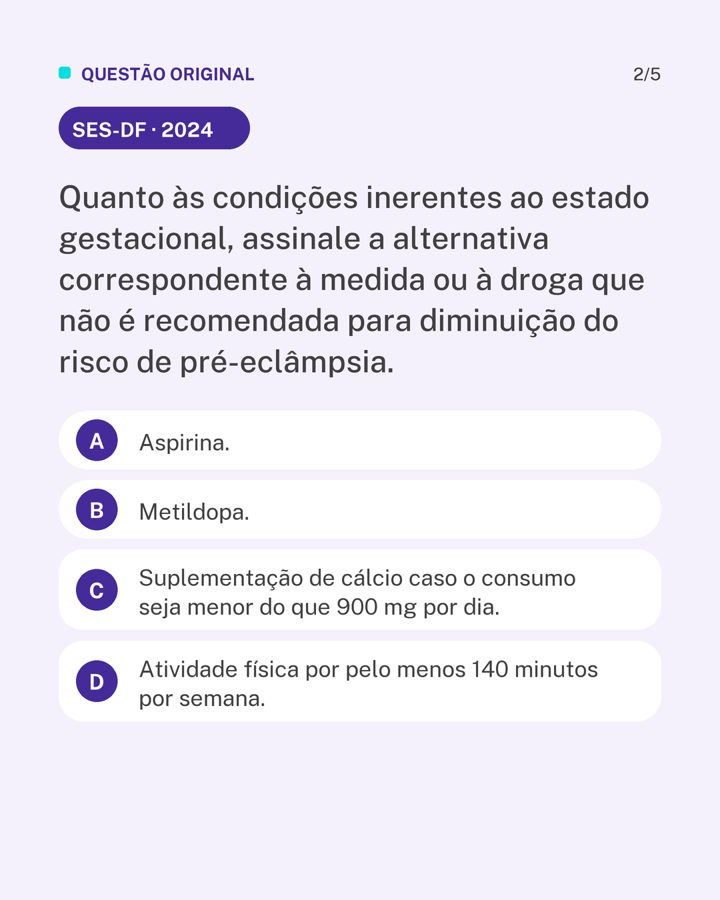 QUESTÃO ORIGINAL
2/5
SES-DF · 2024
Quanto às condições inerentes ao estado
gestacional, assinale a alternativa
correspondente à medida ou à droga que
não é recomendada para diminuição do
risco de pré-eclâmpsia.
A
Aspirina.
B
Metildopa.
C
Suplementação de cálcio caso o consumo
seja menor do que 900 mg por dia.
D
Atividade física por pelo menos 140 minutos
por semana.